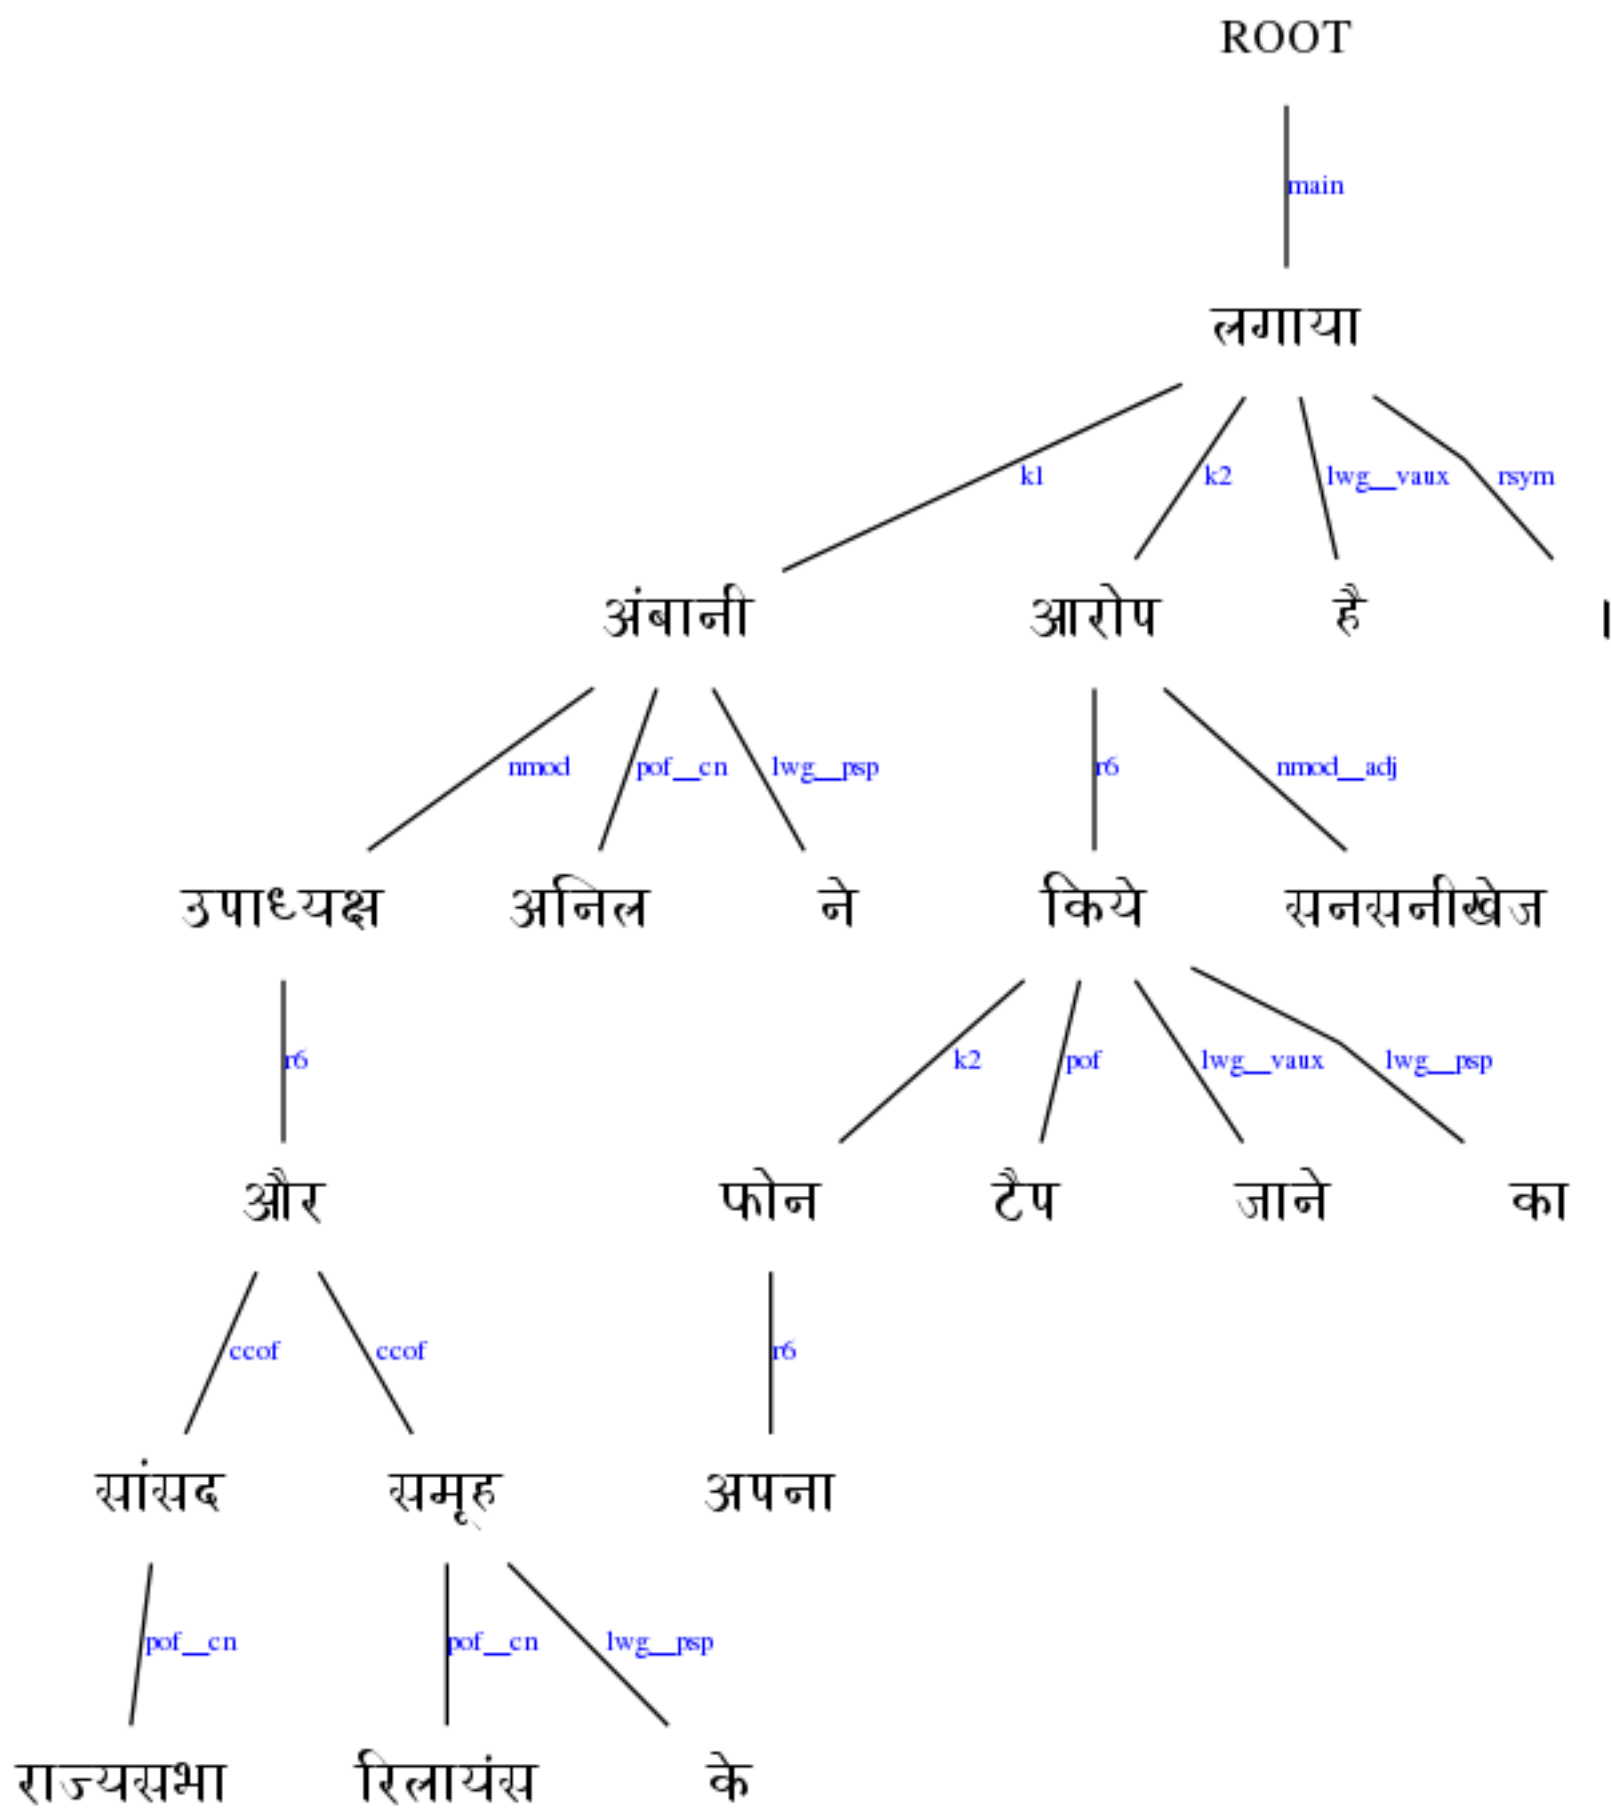 ROOT
main
लगाया
k1 k2 lwg__vaux rsym
अंबानी आरोप है ।
nmod pof__cn lwg__psp r6 nmod__adj
उपाध्यक्ष अनिल ने किये सनसनीखेज
r6 k2 pof lwg__vaux lwg__psp
और फोन टैप जाने का
ccof ccof r6
सांसद समूह अपना
pof__cn pof__cn lwg__psp
राज्यसभा रिलायंस के